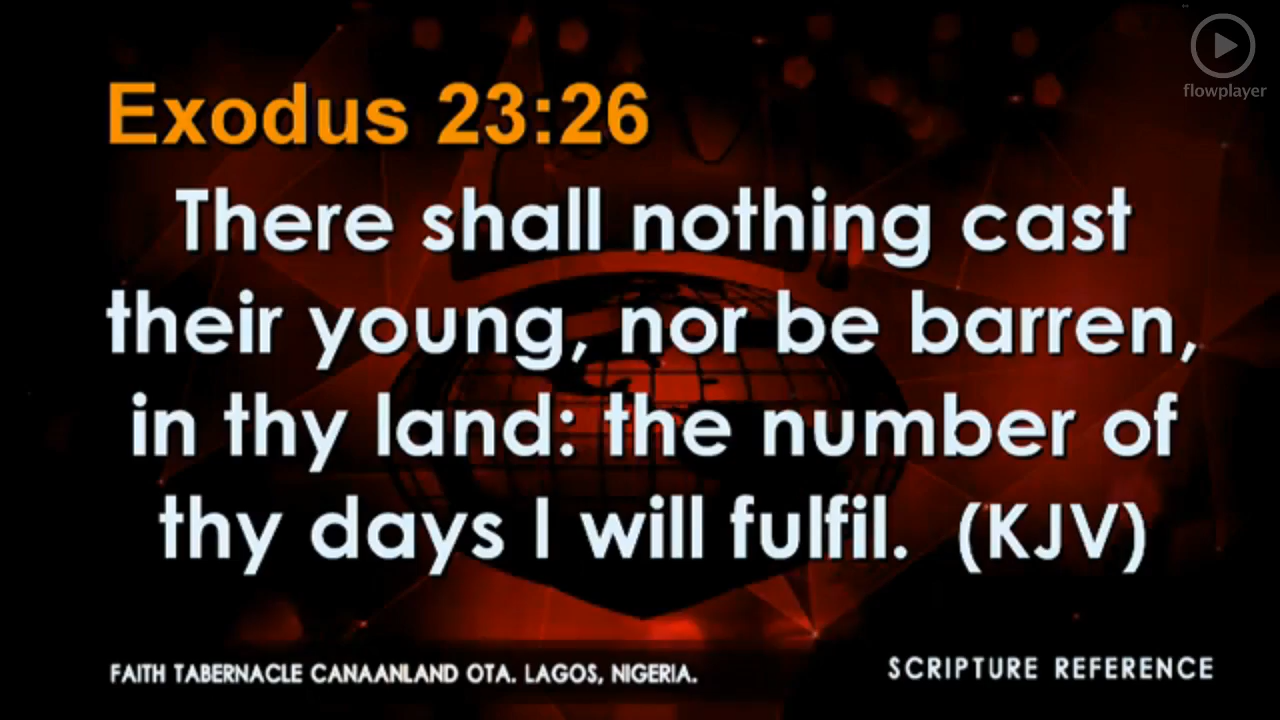 flowplayer
Exodus 23:26
There shall nothing cast
their young, nor be barren,
in thy land: the number of
thy days I will fulfil. (KJV)
FAITH TABERNACLE CANAANLAND OTA. LAGOS, NIGERIA.
SCRIPTURE REFERENCE